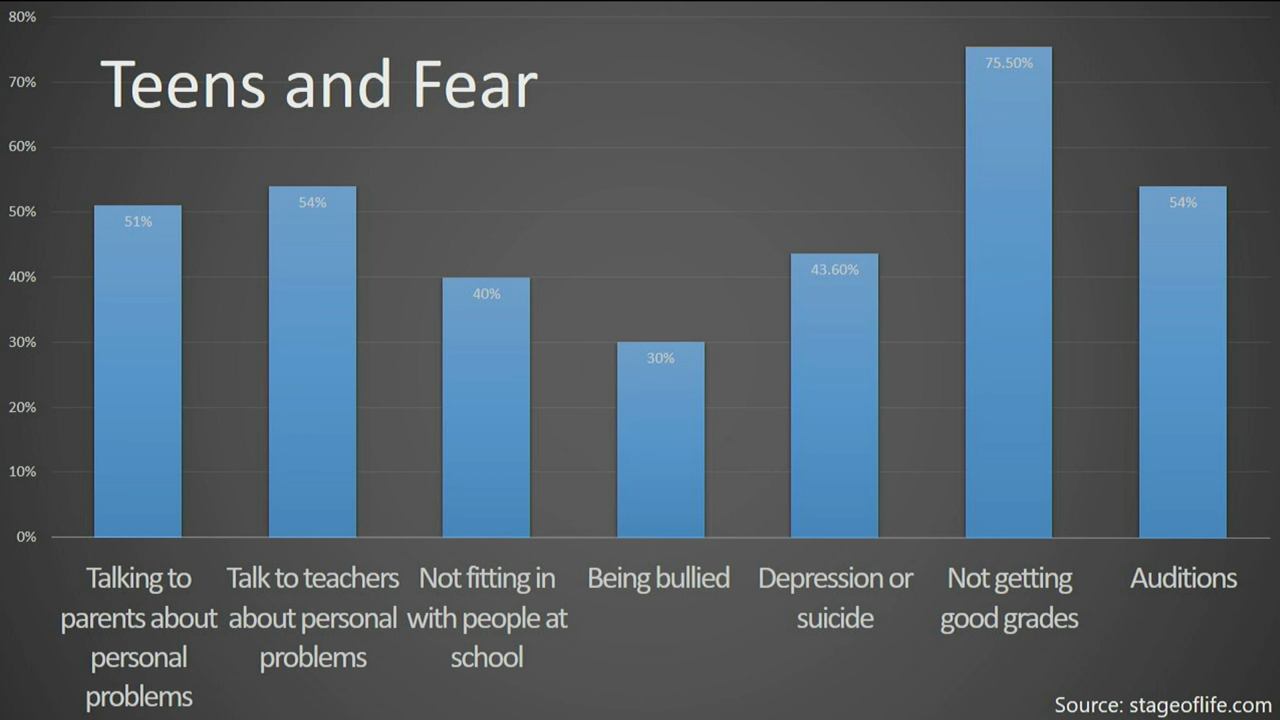 Teens and Fear
80%
70%
60%
50%
40%
30%
20%
10%
0%
51%
54%
40%
30%
43.60%
75.50%
54%
Talking to
parents about
personal
problems
Talk to teachers
about personal
problems
Not fitting in
with people at
school
Being bullied
Depression or
suicide
Not getting
good grades
Auditions
Source: stageoflife.com